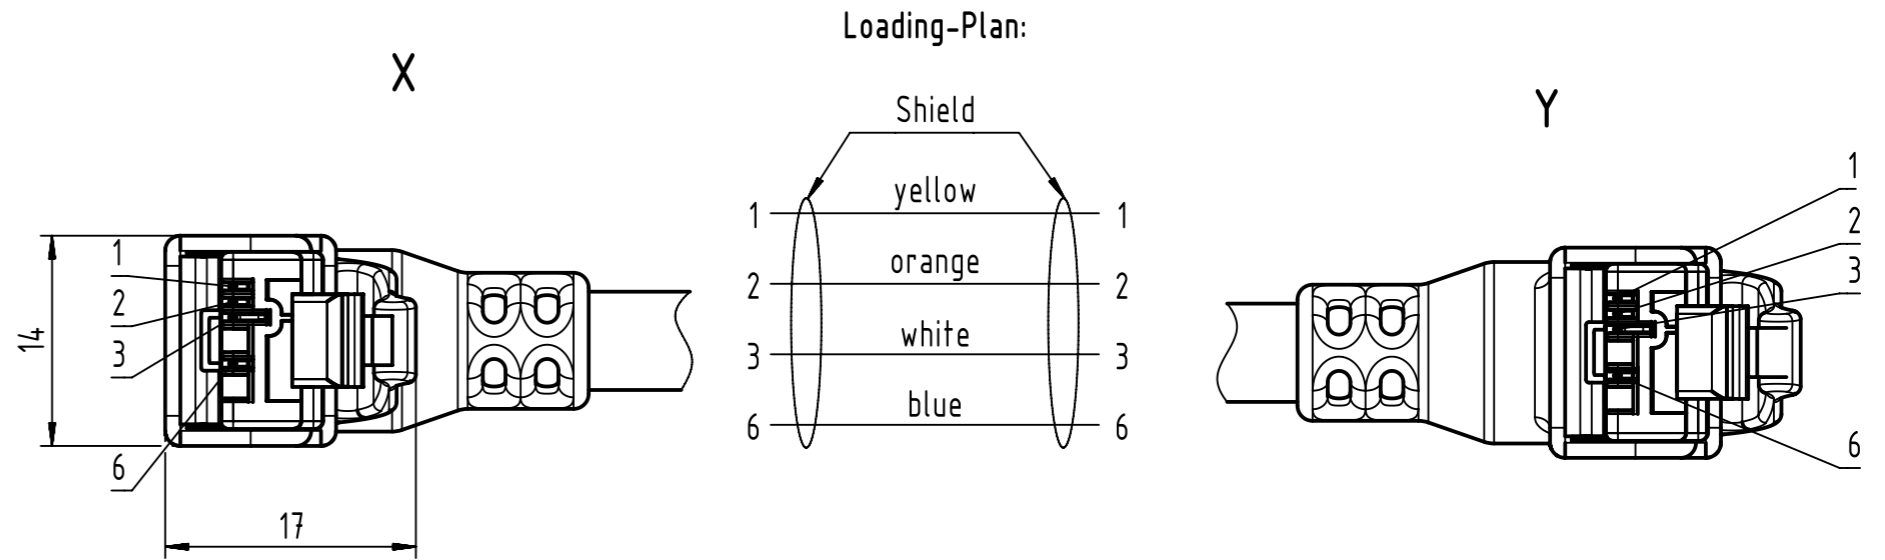 Loading-Plan:
X
Shield
Y
1 yellow 1
2 orange 2
3 white 3
6 blue 6
1
2
3
6
14
17
1
2
3
6